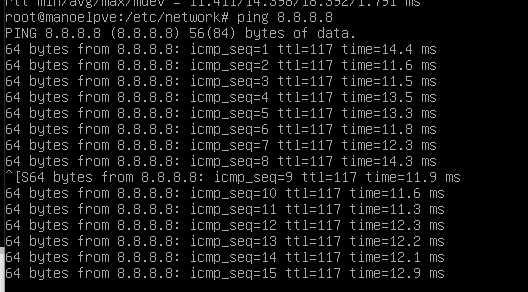 rtt min/avg/max/mdev = 11.411/14.398/18.392/1.791 ms
root@manoelpve:/etc/network# ping 8.8.8.8
PING 8.8.8.8 (8.8.8.8) 56(84) bytes of data.
64 bytes from 8.8.8.8: icmp_seq=1 ttl=117 time=14.4 ms
64 bytes from 8.8.8.8: icmp_seq=2 ttl=117 time=11.6 ms
64 bytes from 8.8.8.8: icmp_seq=3 ttl=117 time=11.5 ms
64 bytes from 8.8.8.8: icmp_seq=4 ttl=117 time=13.5 ms
64 bytes from 8.8.8.8: icmp_seq=5 ttl=117 time=13.3 ms
64 bytes from 8.8.8.8: icmp_seq=6 ttl=117 time=11.8 ms
64 bytes from 8.8.8.8: icmp_seq=7 ttl=117 time=12.3 ms
64 bytes from 8.8.8.8: icmp_seq=8 ttl=117 time=14.3 ms
^[S64 bytes from 8.8.8.8: icmp_seq=9 ttl=117 time=11.9 ms
64 bytes from 8.8.8.8: icmp_seq=10 ttl=117 time=11.6 ms
64 bytes from 8.8.8.8: icmp_seq=11 ttl=117 time=11.3 ms
64 bytes from 8.8.8.8: icmp_seq=12 ttl=117 time=12.3 ms
64 bytes from 8.8.8.8: icmp_seq=13 ttl=117 time=12.2 ms
64 bytes from 8.8.8.8: icmp_seq=14 ttl=117 time=12.1 ms
64 bytes from 8.8.8.8: icmp_seq=15 ttl=117 time=12.9 ms